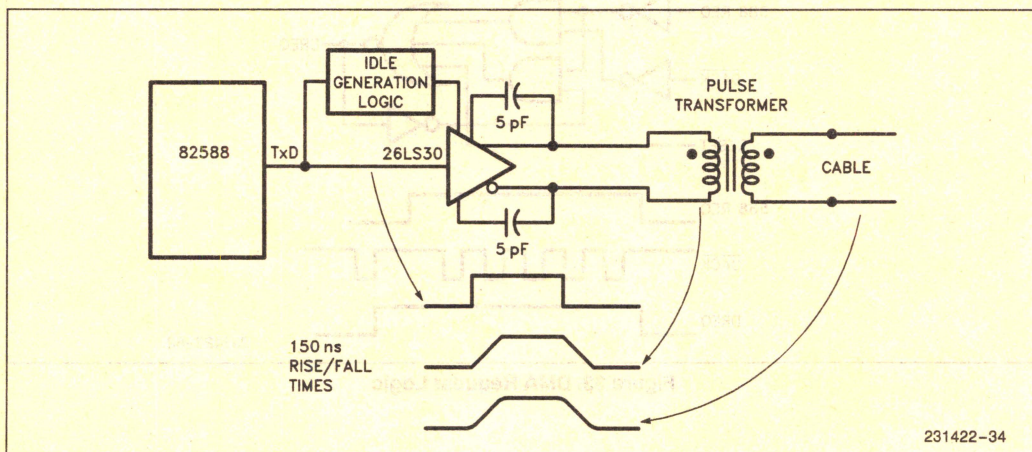 IDLE
GENERATION
LOGIC
82588
TxD
26LS30
5 pF
5 pF
PULSE
TRANSFORMER
CABLE
150 ns
RISE/FALL
TIMES
231422-34